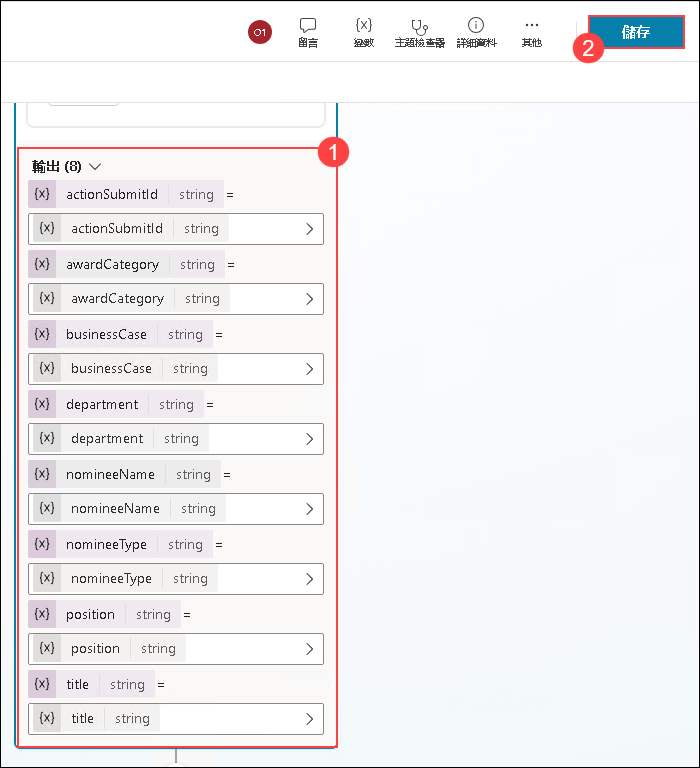 01
留言
{x}
變數
主題檢查器
詳細資料
其他
儲存
2
1
輸出 (8)
{x} actionSubmitId string =
{x} actionSubmitId string
{x} awardCategory string =
{x} awardCategory string
{x} businessCase string =
{x} businessCase string
{x} department string =
{x} department string
{x} nomineeName string =
{x} nomineeName string
{x} nomineeType string =
{x} nomineeType string
{x} position string =
{x} position string
{x} title string =
{x} title string